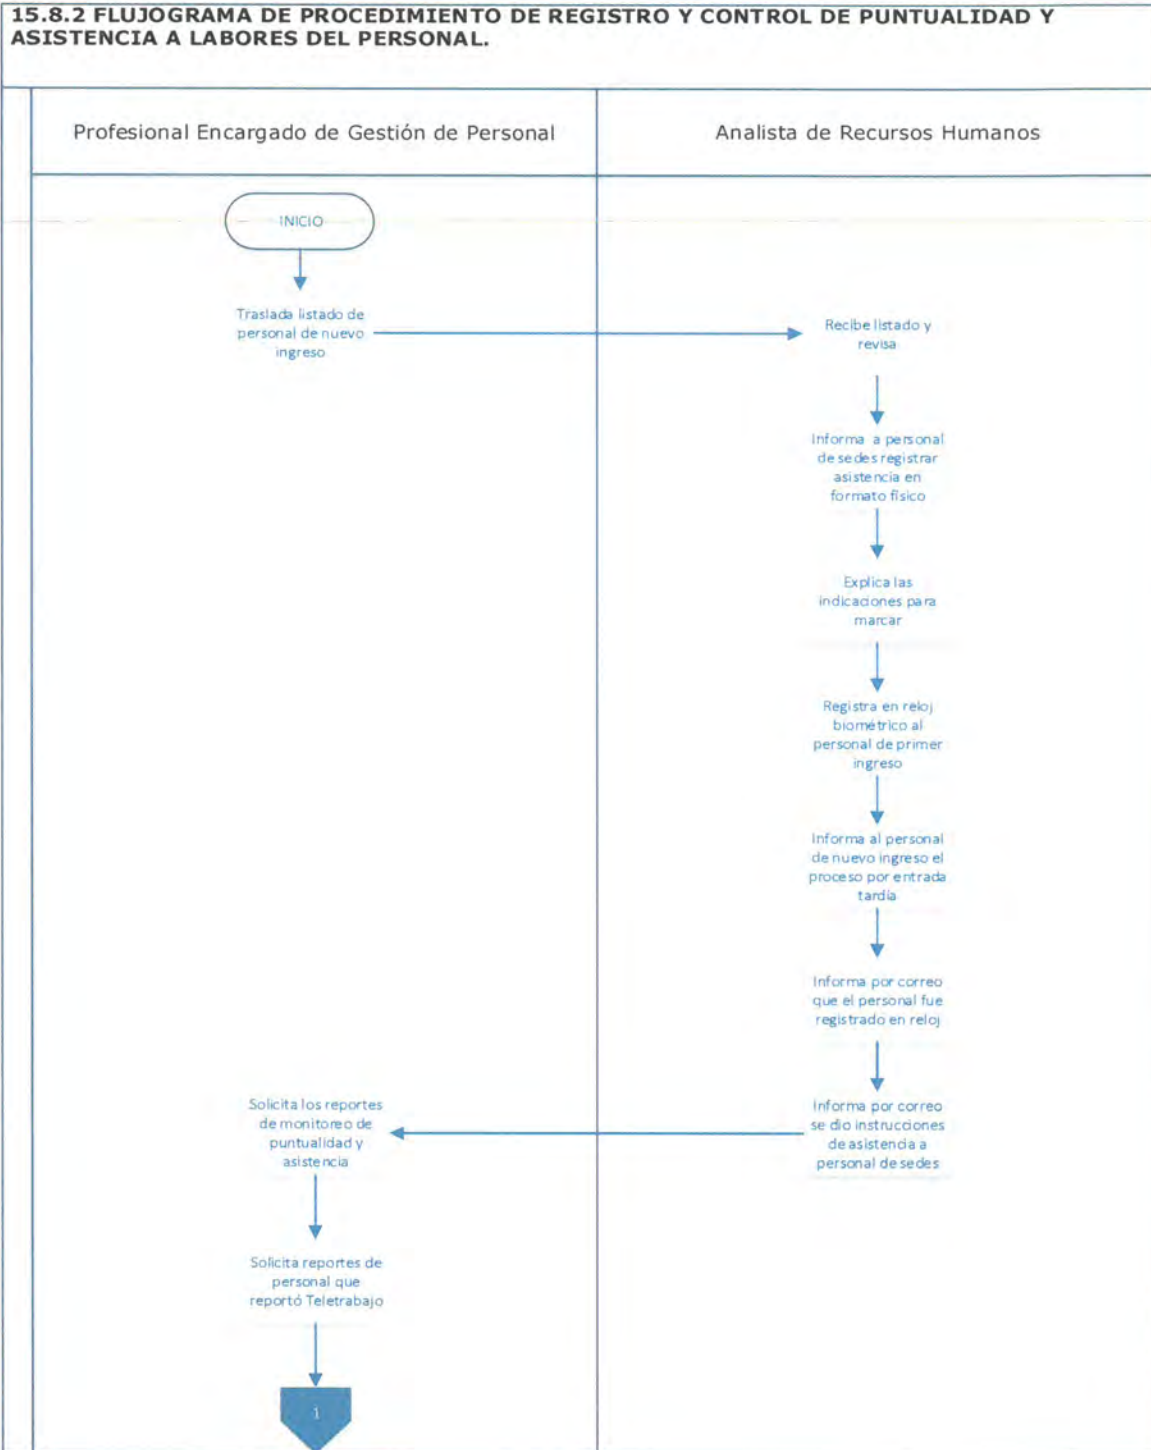 15.8.2 FLUJOGRAMA DE PROCEDIMIENTO DE REGISTRO Y CONTROL DE PUNTUALIDAD Y
ASISTENCIA A LABORES DEL PERSONAL.
Profesional Encargado de Gestión de Personal
Analista de Recursos Humanos
INICIO
Traslada listado de
personal de nuevo
ingreso
Recibe listado y
revisa
Informa a personal
de sedes registrar
asistencia en
formato físico
Explica las
indicaciones para
marcar
Registra en reloj
biométrico al
personal de primer
ingreso
Informa al personal
de nuevo ingreso el
proceso por entrada
tardía
Informa por correo
que el personal fue
registrado en reloj
Informa por correo
se dio instrucciones
de asistencia a
personal de sedes
Solicita los reportes
de monitoreo de
puntualidad y
asistencia
Solicita reportes de
personal que
reportó Teletrabajo
1